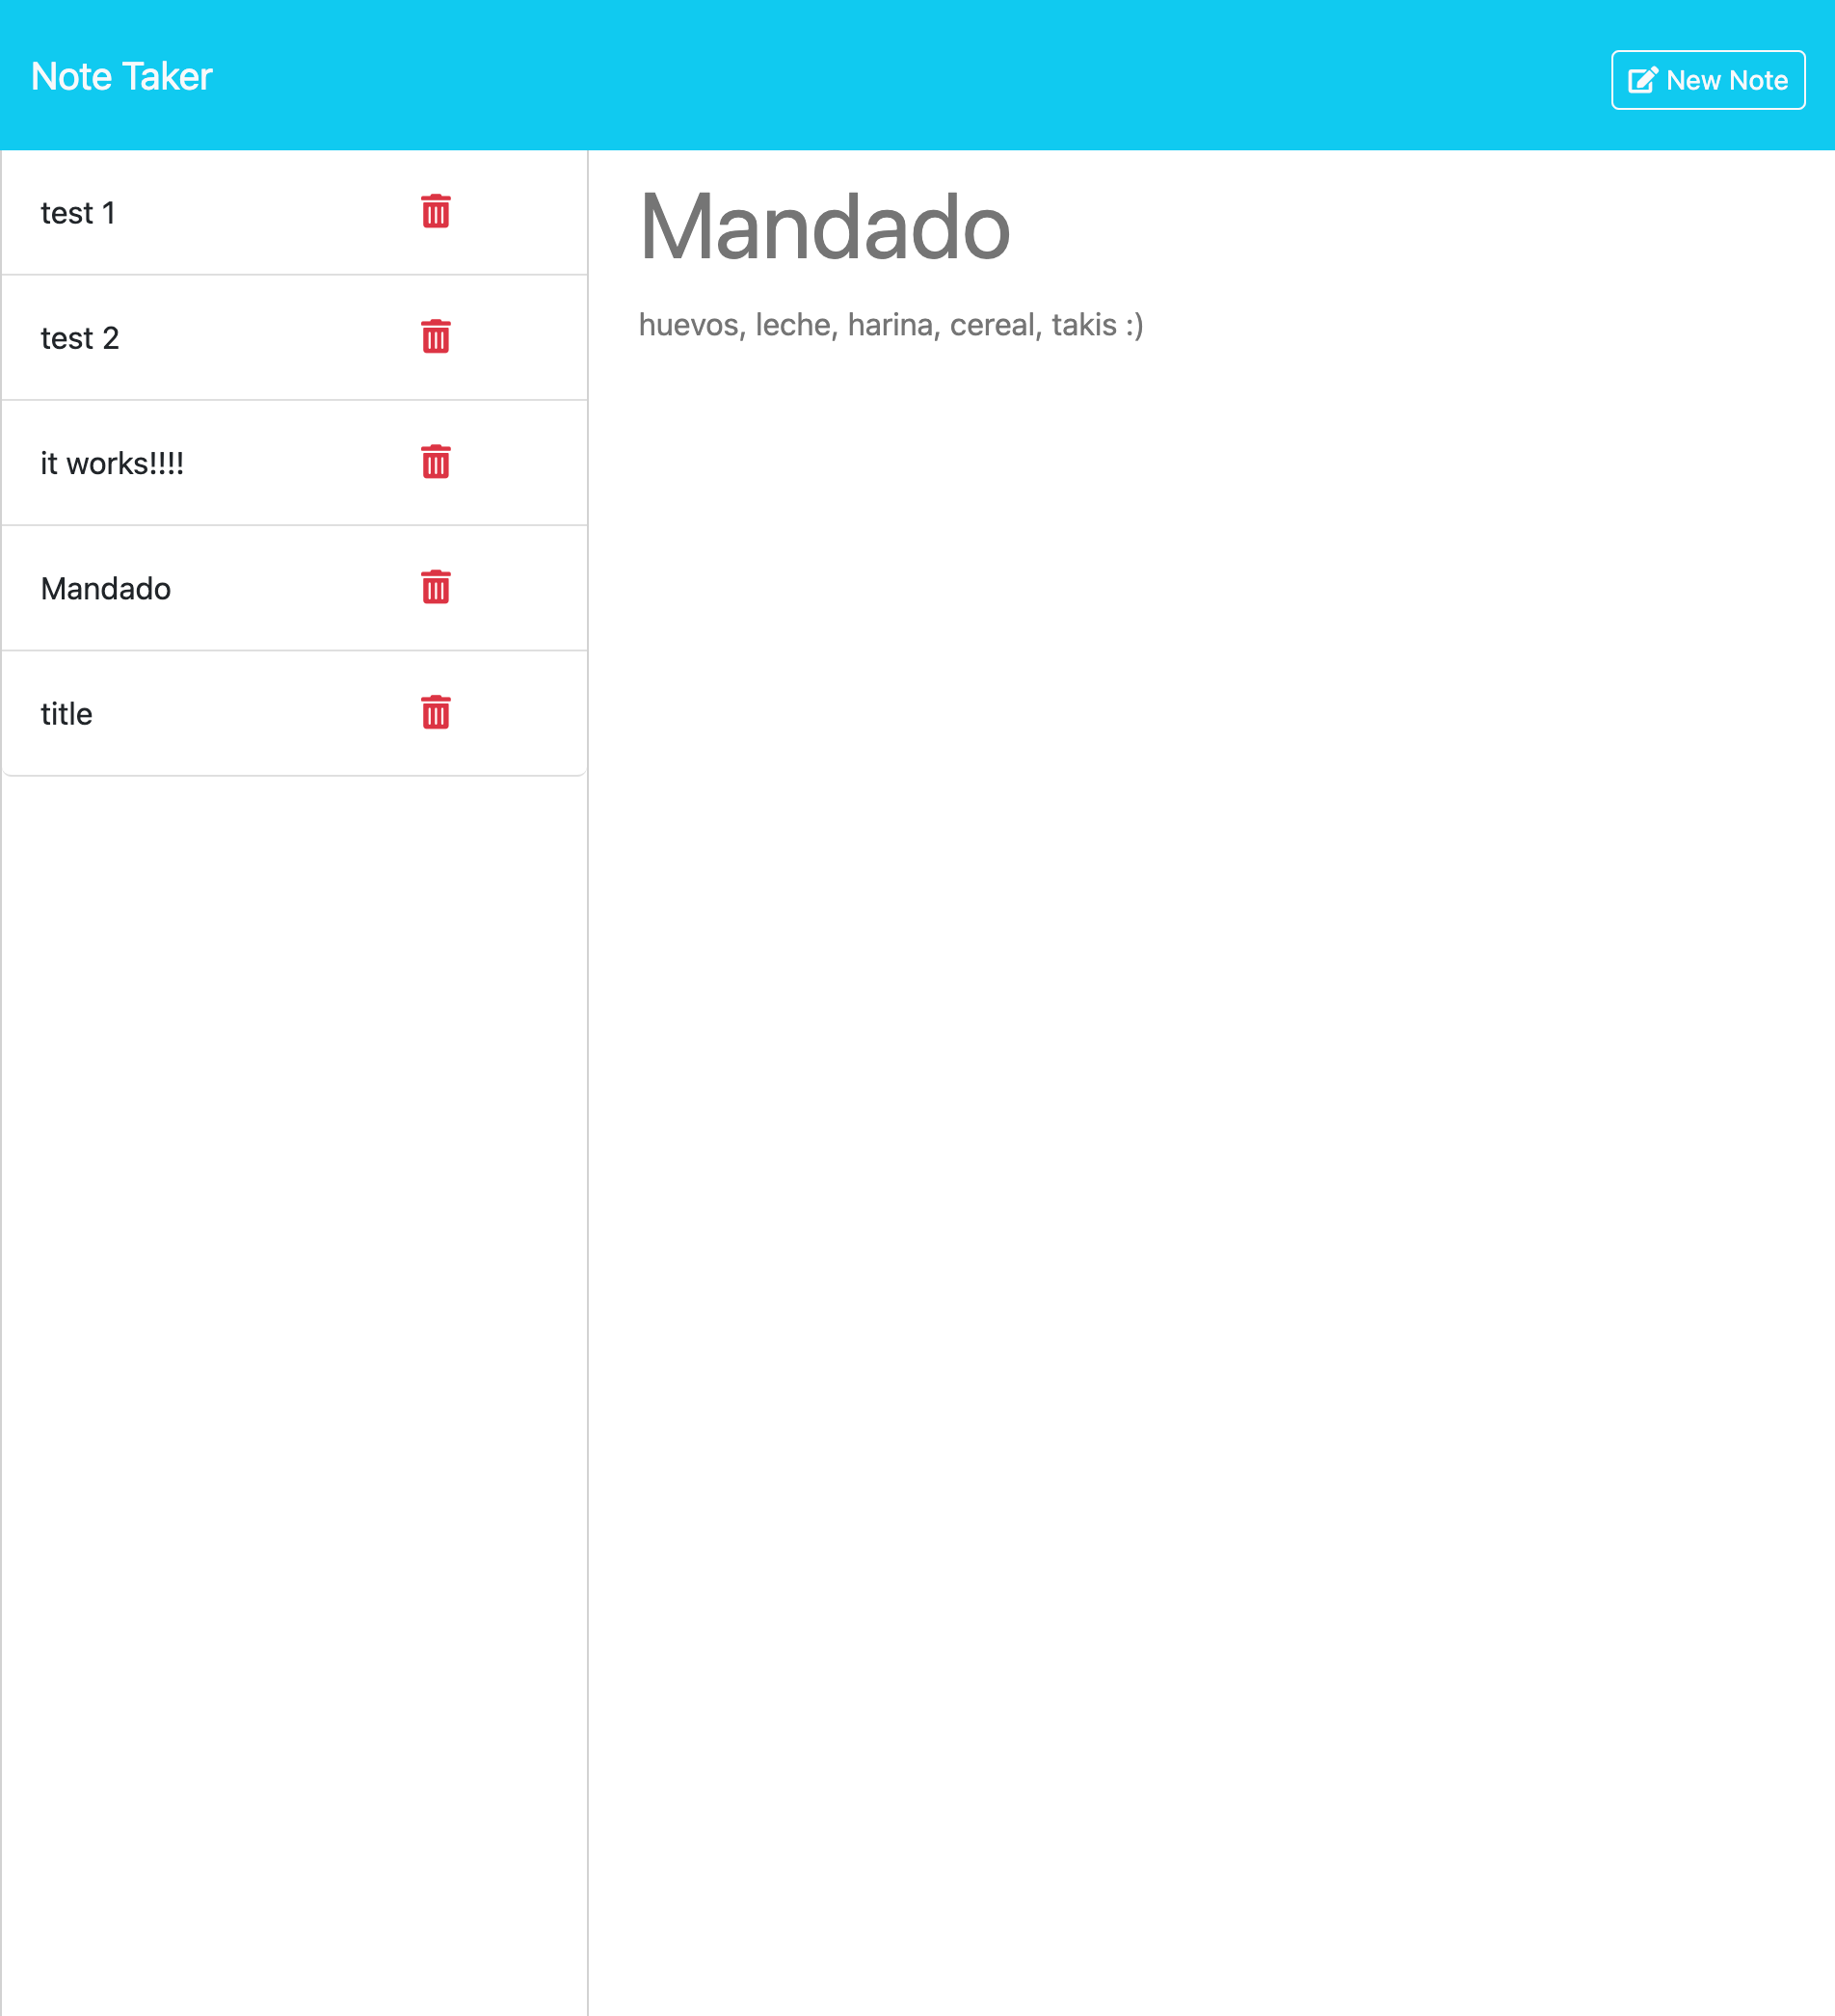 Note Taker
New Note
test 1
test 2
it works!!!!
Mandado
title
Mandado
huevos, leche, harina, cereal, takis :)